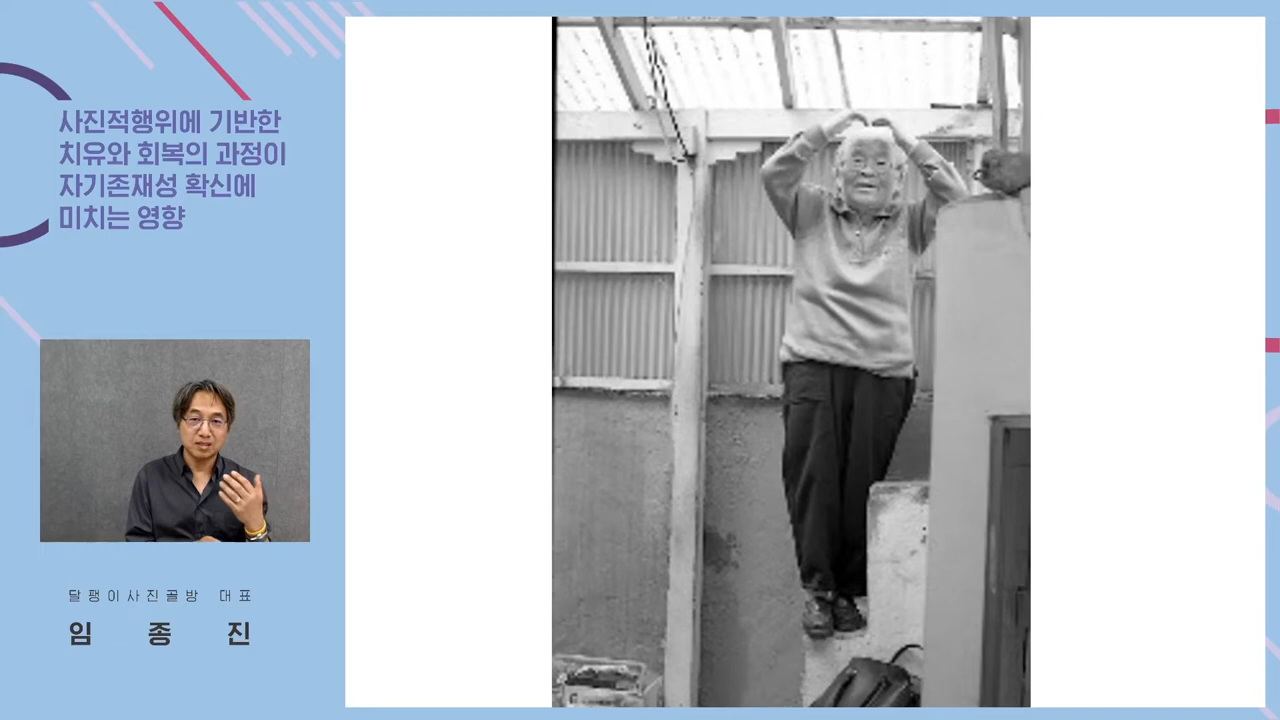 사진적행위에 기반한
치유와 회복의 과정이
자기존재성 확신에
미치는 영향
달팽이사진골방 대표
임종진